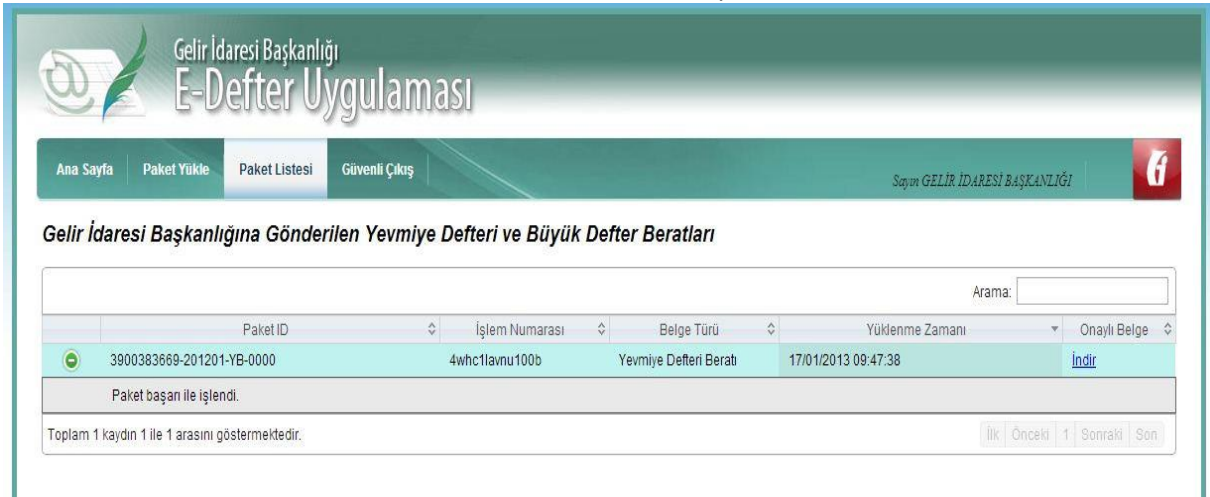 Gelir İdaresi Başkanlığı
E-Defter Uygulaması
Ana Sayfa Paket Yükle Paket Listesi Güvenli Çıkış Sayın GELİR İDARESİ BAŞKANLIĞI
Gelir İdaresi Başkanlığına Gönderilen Yevmiye Defteri ve Büyük Defter Beratları
Arama:
Paket ID İşlem Numarası Belge Türü Yüklenme Zamanı Onaylı Belge
3900383669-201201-YB-0000 4whc1lavnu100b Yevmiye Defteri Beratı 17/01/2013 09:47:38 İndir
Paket başarı ile işlendi.
Toplam 1 kaydın 1 ile 1 arasını göstermektedir. İlk Önceki 1 Sonraki Son